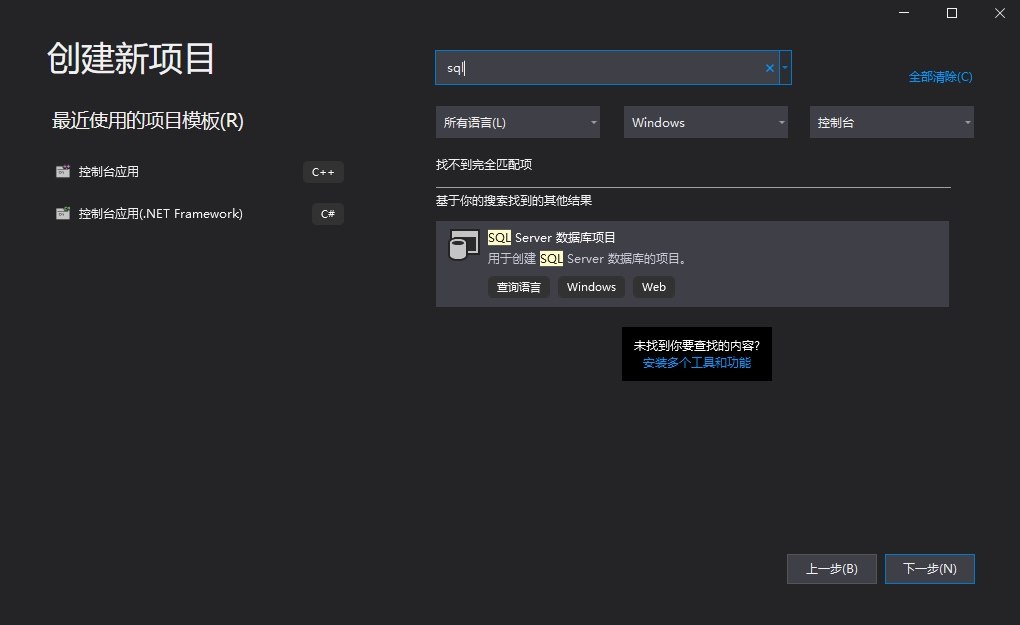 创建新项目
最近使用的项目模板(R)
控制台应用
C++
控制台应用(.NET Framework)
C#
sql
全部清除(C)
所有语言(L)
Windows
控制台
找不到完全匹配项
基于你的搜索找到的其他结果
SQL Server 数据库项目
用于创建 SQL Server 数据库的项目。
查询语言
Windows
Web
未找到你要查找的内容?
安装多个工具和功能
上一步(B)
下一步(N)